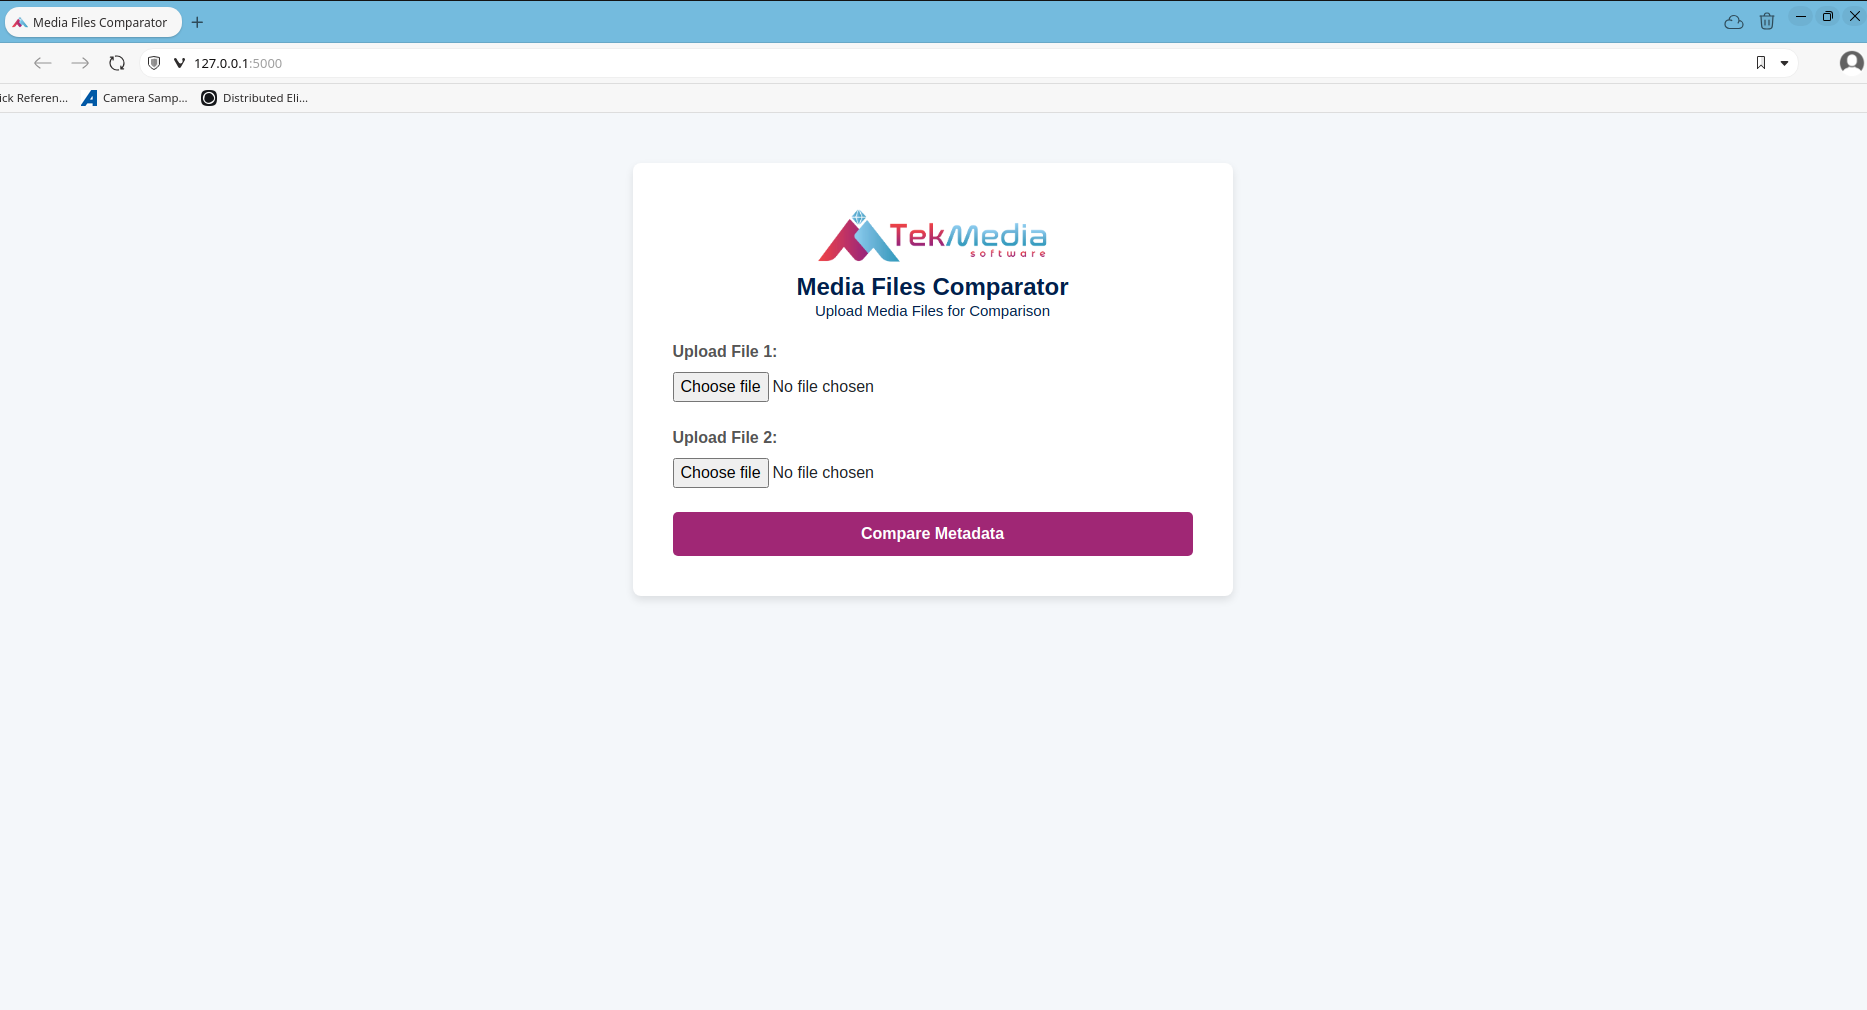 Media Files Comparator
127.0.0.1:5000
ick Referen...
Camera Samp...
Distributed Eli...
TekMedia
software
Media Files Comparator
Upload Media Files for Comparison
Upload File 1:
Choose file No file chosen
Upload File 2:
Choose file No file chosen
Compare Metadata